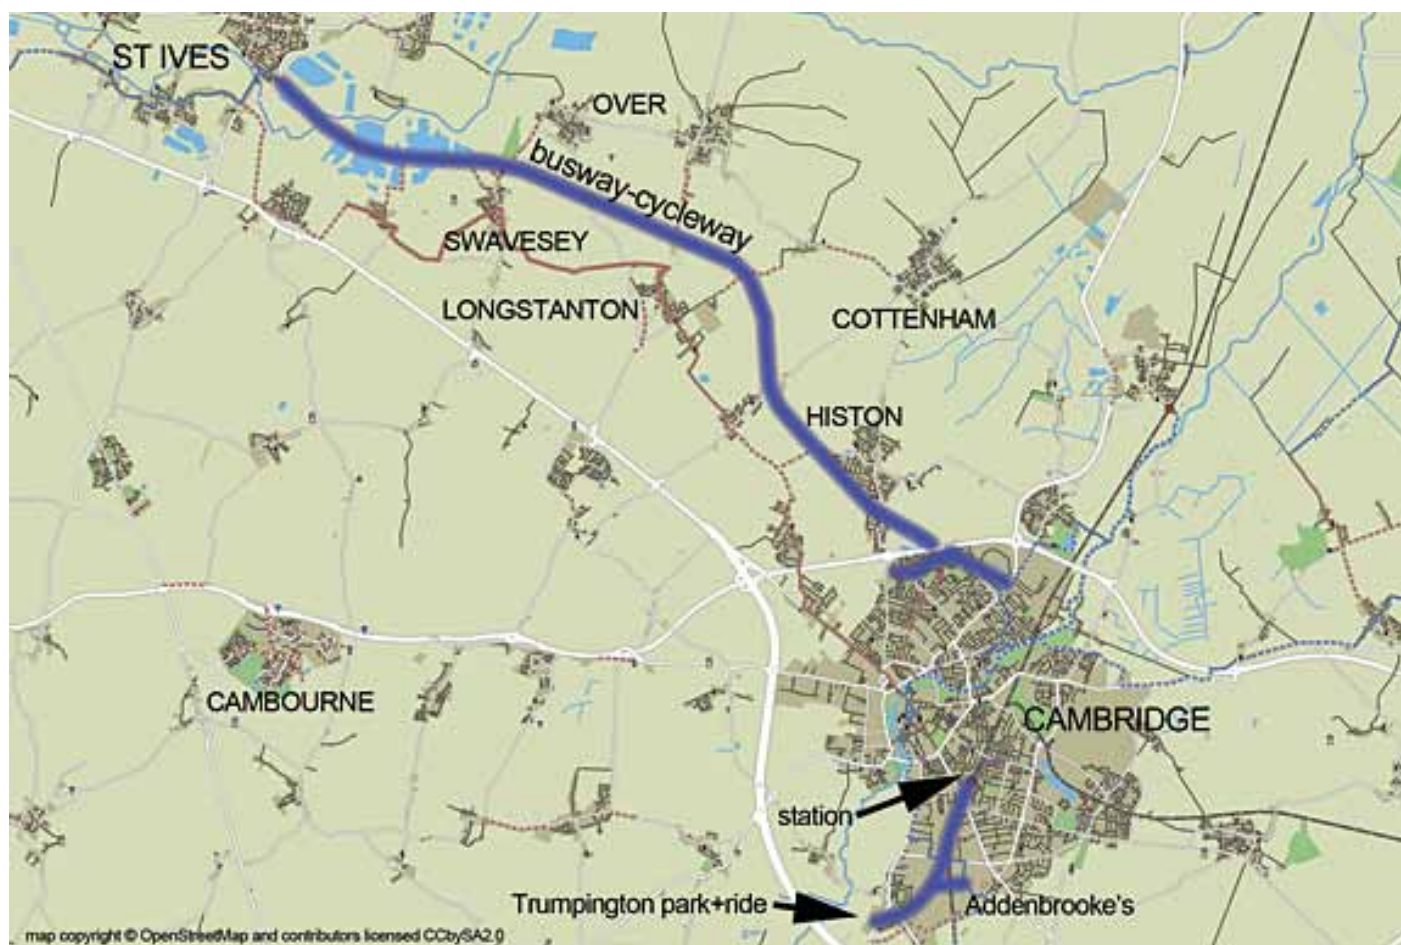 ST IVES
OVER
busway-cycleway
SWAVESEY
LONGSTANTON
COTTENHAM
HISTON
CAMBOURNE
CAMBRIDGE
station
Trumpington park+ride
Addenbrooke's
map copyright © OpenStreetMap and contributors licensed CCbySA2.0